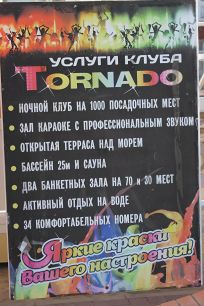 УСЛУГИ КЛУБА
TORNADO
• НОЧНОЙ КЛУБ НА 1000 ПОСАДОЧНЫХ МЕСТ
• ЗАЛ КАРАОКЕ С ПРОФЕССИОНАЛЬНЫМ ЗВУКОМ
• ОТКРЫТАЯ ТЕРРАСА НАД МОРЕМ
• БАССЕЙН 25м И САУНА
• ДВА БАНКЕТНЫХ ЗАЛА НА 70 и 30 МЕСТ
• АКТИВНЫЙ ОТДЫХ НА ВОДЕ
• 34 КОМФОРТАБЕЛЬНЫХ НОМЕРА
Яркие краски
Вашего настроения!